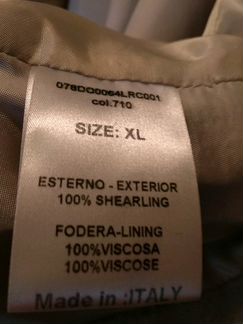 078DO0064LRC001
col.710
SIZE: XL
ESTERNO - EXTERIOR
100% SHEARLING
FODERA-LINING
100%VISCOSA
100%VISCOSE
Made in :ITALY